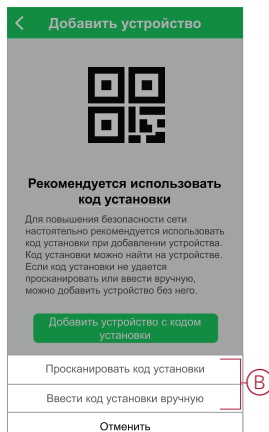 Добавить устройство
Рекомендуется использовать
код установки
Для повышения безопасности сети
настоятельно рекомендуется использовать
код установки при добавлении устройства.
Код установки можно найти на устройстве.
Если код установки не удается
просканировать или ввести вручную,
можно добавить устройство без него.
Добавить устройство с кодом
установки
Просканировать код установки
B
Ввести код установки вручную
Отменить